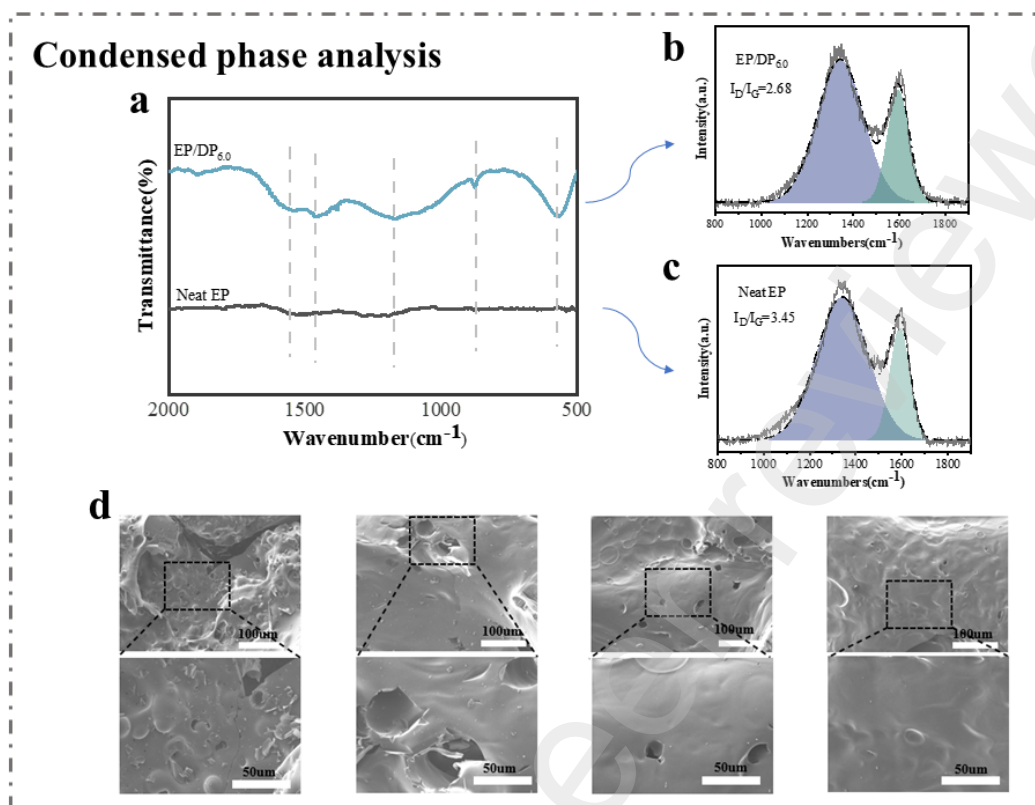 Condensed phase analysis
a
EP/DP6.0
Neat EP
Transmittance(%)
2000 1500 1000 500
Wavenumber(cm-1)
b
EP/DP6.0
ID/IG=2.68
Intensity(a.u.)
800 1000 1200 1400 1600 1800
Wavenumbers(cm-1)
c
Neat EP
ID/IG=3.45
Intensity(a.u.)
800 1000 1200 1400 1600 1800
Wavenumbers(cm-1)
d
100um 100um 100um 100um
50um 50um 50um 50um